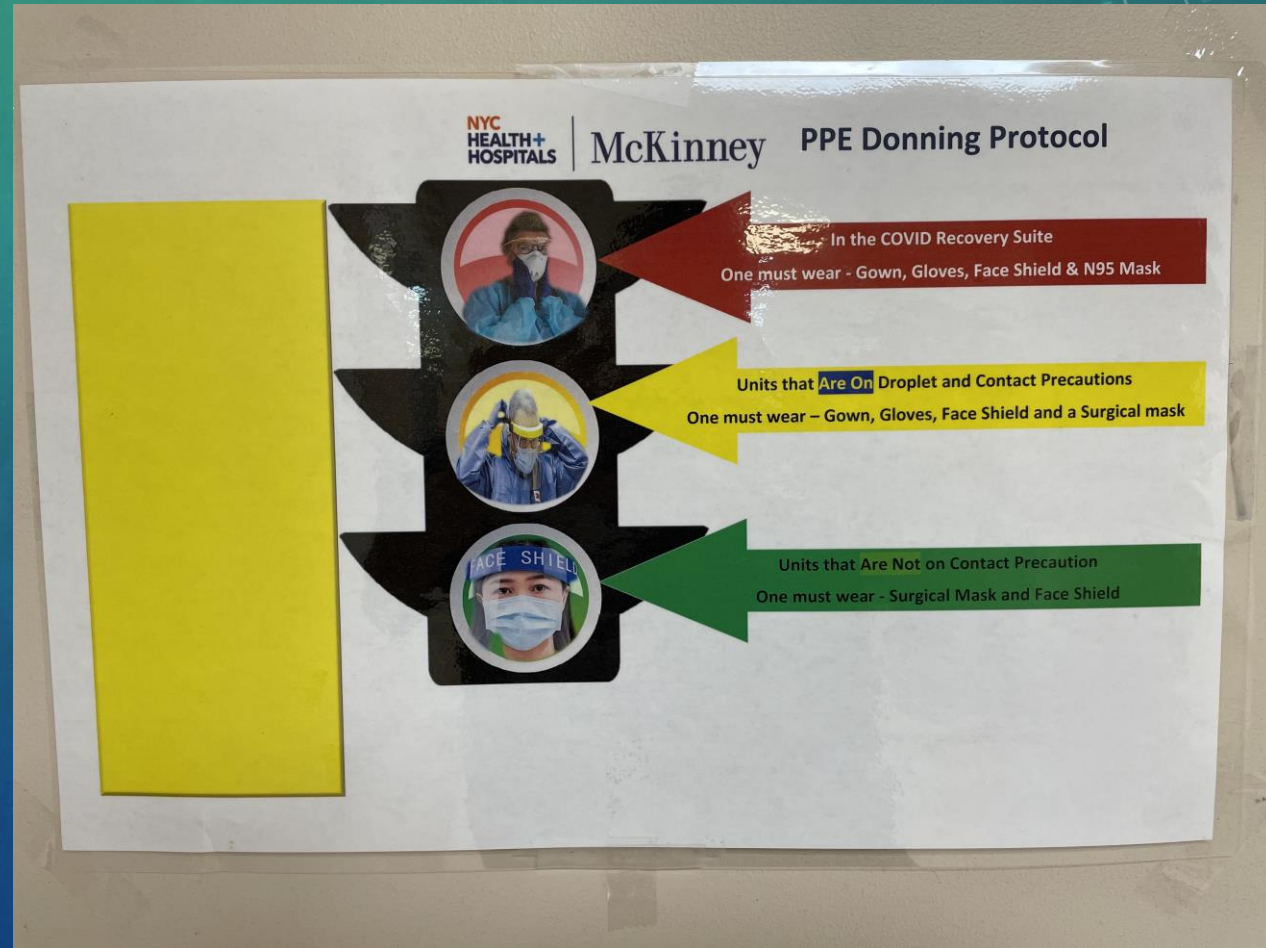 NYC
HEALTH+
HOSPITALS
McKinney
PPE Donning Protocol
In the COVID Recovery Suite
One must wear - Gown, Gloves, Face Shield & N95 Mask
Units that Are On Droplet and Contact Precautions
One must wear – Gown, Gloves, Face Shield and a Surgical mask
FACE SHIELD
Units that Are Not on Contact Precaution
One must wear - Surgical Mask and Face Shield